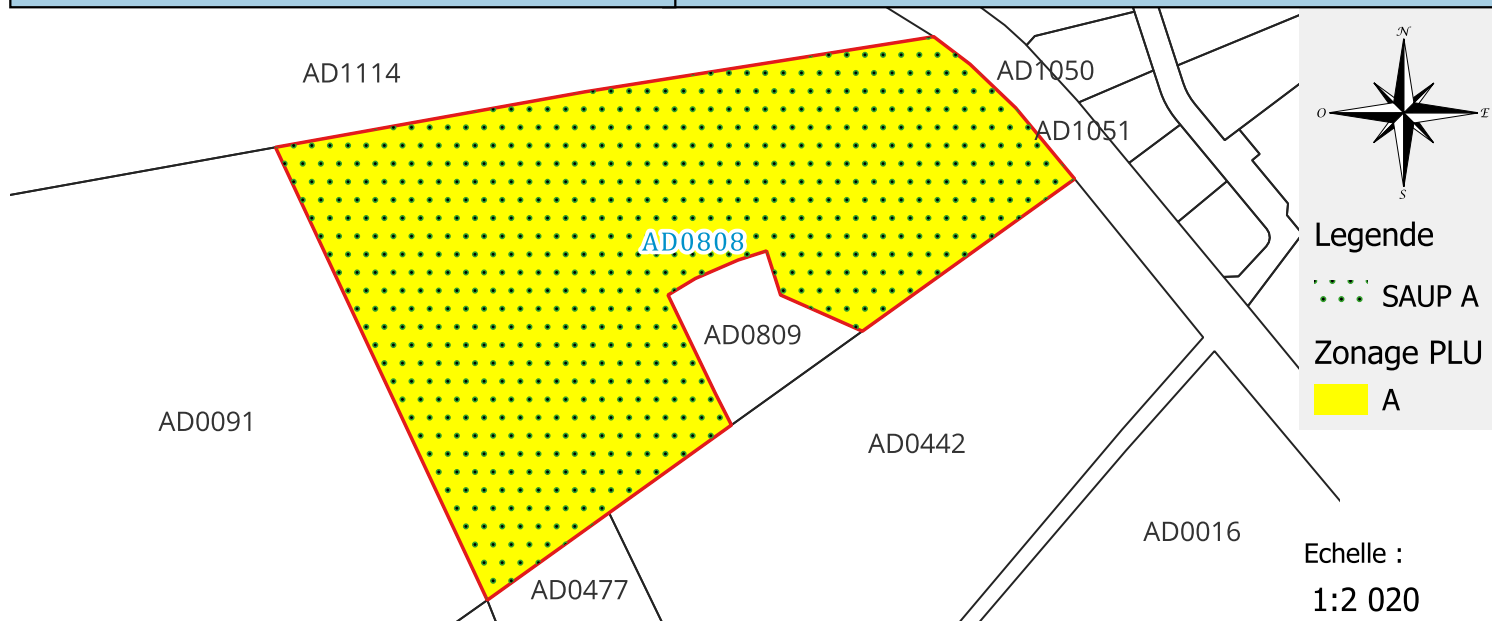 AD1114
AD1050
AD1051
AD0808
AD0809
AD0091
AD0442
AD0016
AD0477
N
O
E
S
Legende
SAUP A
Zonage PLU
A
Echelle :
1:2 020